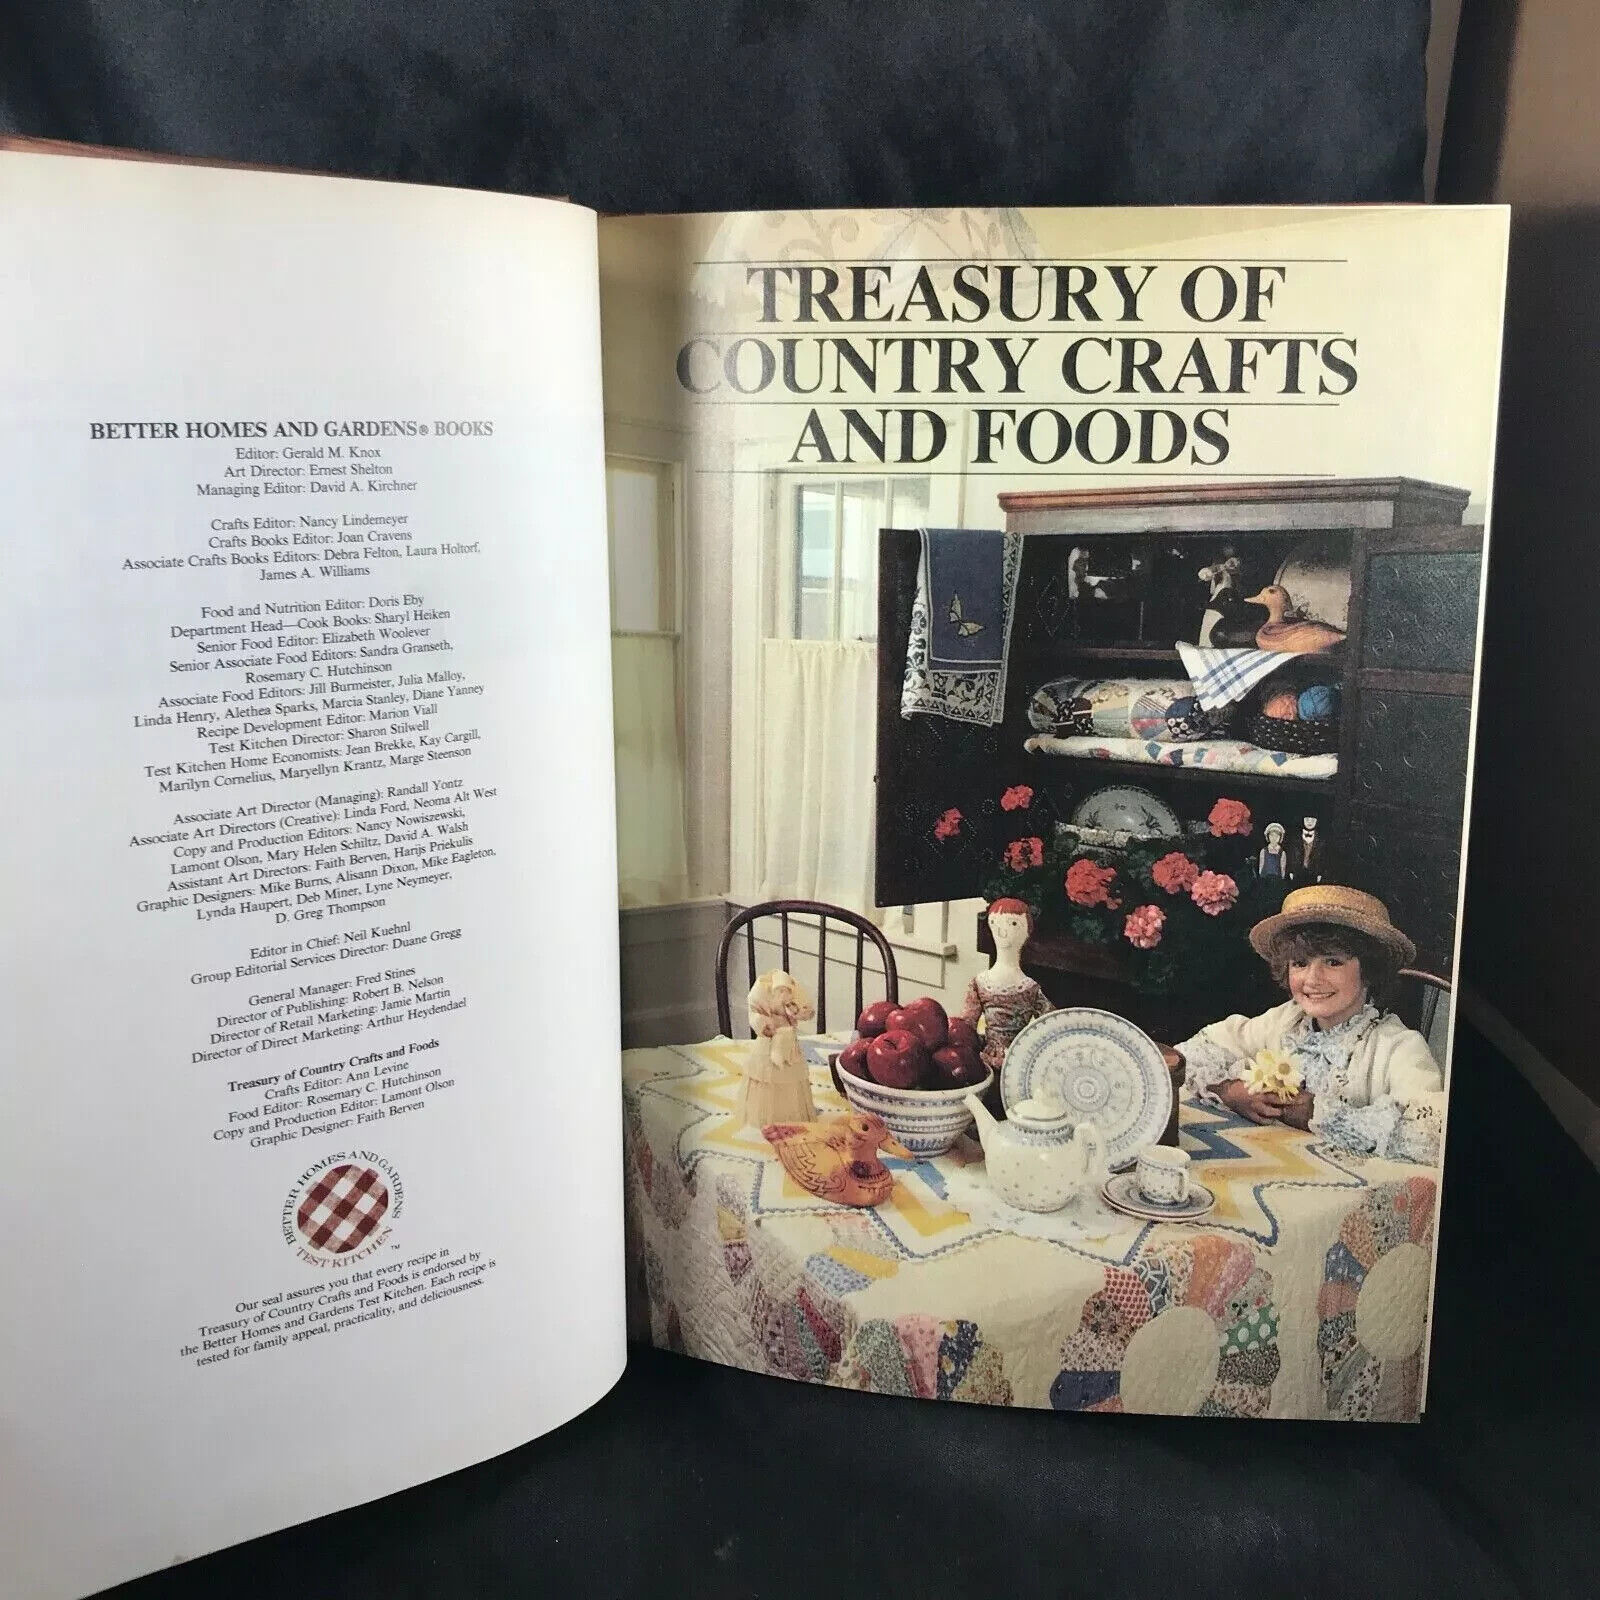 BETTER HOMES AND GARDENS® BOOKS
Editor: Gerald M. Knox
Art Director: Ernest Shelton
Managing Editor: David A. Kirchner
Crafts Editor: Nancy Lindemeyer
Crafts Books Editor: Joan Cravens
Associate Crafts Books Editors: Debra Felton, Laura Holtorf,
James A. Williams
Food and Nutrition Editor: Doris Eby
Department Head—Cook Books: Sharyl Heiken
Senior Food Editor: Elizabeth Woolever
Senior Associate Food Editors: Sandra Granseth,
Rosemary C. Hutchinson
Associate Food Editors: Jill Burmeister, Julia Malloy,
Linda Henry, Alethea Sparks, Marcia Stanley, Diane Yanney
Recipe Development Editor: Marion Viall
Test Kitchen Director: Sharon Stilwell
Test Kitchen Home Economists: Jean Brekke, Kay Cargill,
Marilyn Cornelius, Maryellyn Krantz, Marge Steenson
Associate Art Director (Managing): Randall Yontz
Associate Art Directors (Creative): Linda Ford, Neoma Alt West
Copy and Production Editors: Nancy Nowiszewski,
Lamont Olson, Mary Helen Schiltz, David A. Walsh
Assistant Art Directors: Faith Berven, Harijs Priekulis
Graphic Designers: Mike Burns, Alisann Dixon, Mike Eagleton,
Lynda Haupert, Deb Miner, Lyne Neymeyer,
D. Greg Thompson
Editor in Chief: Neil Kuehnl
Group Editorial Services Director: Duane Gregg
General Manager: Fred Stines
Director of Publishing: Robert B. Nelson
Director of Retail Marketing: Jamie Martin
Director of Direct Marketing: Arthur Heydendael
Treasury of Country Crafts and Foods
Crafts Editor: Ann Levine
Food Editor: Rosemary C. Hutchinson
Copy and Production Editor: Lamont Olson
Graphic Designer: Faith Berven
BETTER HOMES AND GARDENS
TEST KITCHEN ™
Our seal assures you that every recipe in
Treasury of Country Crafts and Foods is endorsed by
the Better Homes and Gardens Test Kitchen. Each recipe is
tested for family appeal, practicality, and deliciousness.
TREASURY OF
COUNTRY CRAFTS
AND FOODS